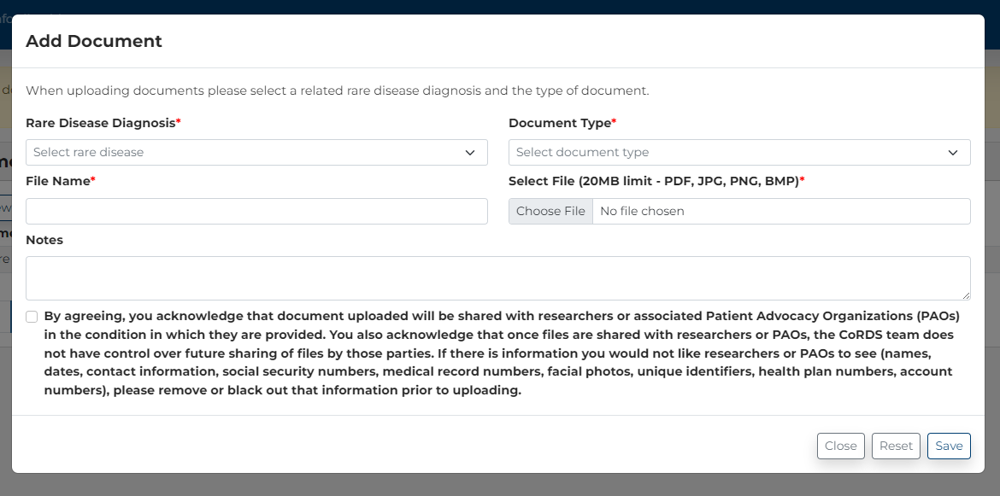 Add Document
When uploading documents please select a related rare disease diagnosis and the type of document.
Rare Disease Diagnosis*
Document Type*
Select rare disease
Select document type
File Name*
Select File (20MB limit - PDF, JPG, PNG, BMP)*
Choose File No file chosen
Notes
By agreeing, you acknowledge that document uploaded will be shared with researchers or associated Patient Advocacy Organizations (PAOs)
in the condition in which they are provided. You also acknowledge that once files are shared with researchers or PAOs, the CoRDS team does
not have control over future sharing of files by those parties. If there is information you would not like researchers or PAOs to see (names,
dates, contact information, social security numbers, medical record numbers, facial photos, unique identifiers, health plan numbers, account
numbers), please remove or black out that information prior to uploading.
Close Reset Save